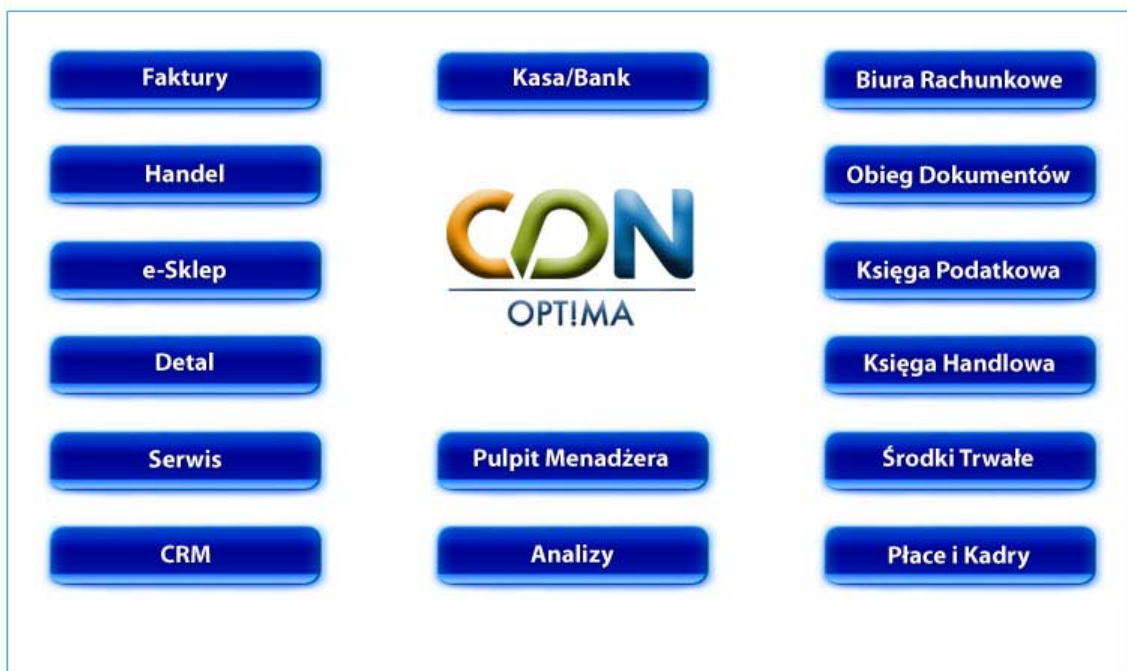 Faktury
Kasa/Bank
Biura Rachunkowe
Handel
Obieg Dokumentów
CDN
OPT!MA
e-Sklep
Księga Podatkowa
Detal
Księga Handlowa
Serwis
Pulpit Menadżera
Środki Trwałe
CRM
Analizy
Płace i Kadry